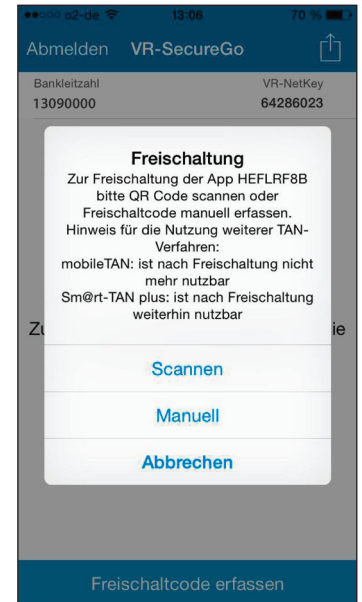 o2-de 13:06 70 %
Abmelden VR-SecureGo
Bankleitzahl VR-NetKey
13090000 64286023
Freischaltung
Zur Freischaltung der App HEFLRF8B
bitte QR Code scannen oder
Freischaltcode manuell erfassen.
Hinweis für die Nutzung weiterer TAN-
Verfahren:
mobileTAN: ist nach Freischaltung nicht
mehr nutzbar
Sm@rt-TAN plus: ist nach Freischaltung
weiterhin nutzbar
Zu ie
Scannen
Manuell
Abbrechen
Freischaltcode erfassen